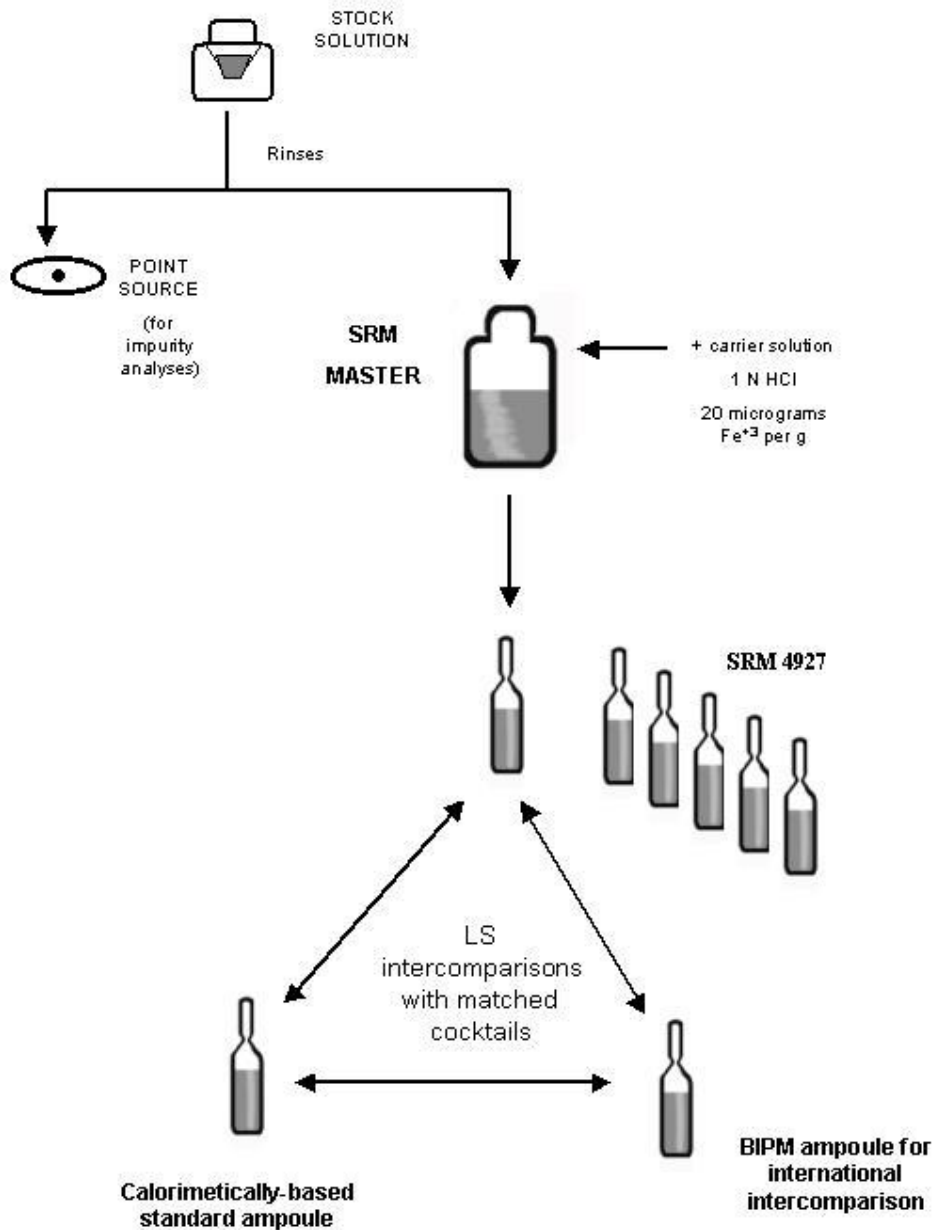 STOCK
SOLUTION
Rinses
POINT
SOURCE
(for
impurity
analyses)
SRM
MASTER
+ carrier solution
1 N HCl
20 micrograms
Fe⁺³ per g
SRM 4927
LS
intercomparisons
with matched
cocktails
Calorimetically-based
standard ampoule
BIPM ampoule for
international
intercomparison